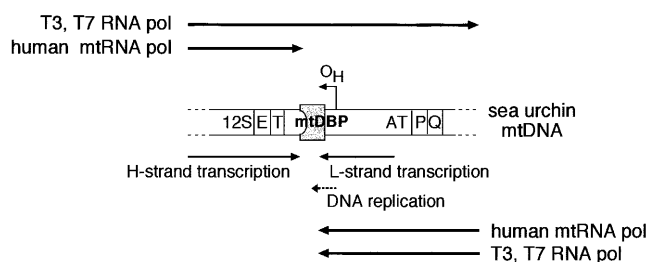 T3, T7 RNA pol
human mtRNA pol
OH
12S E T mtDBP AT P Q
sea urchin
mtDNA
H-strand transcription
L-strand transcription
DNA replication
human mtRNA pol
T3, T7 RNA pol